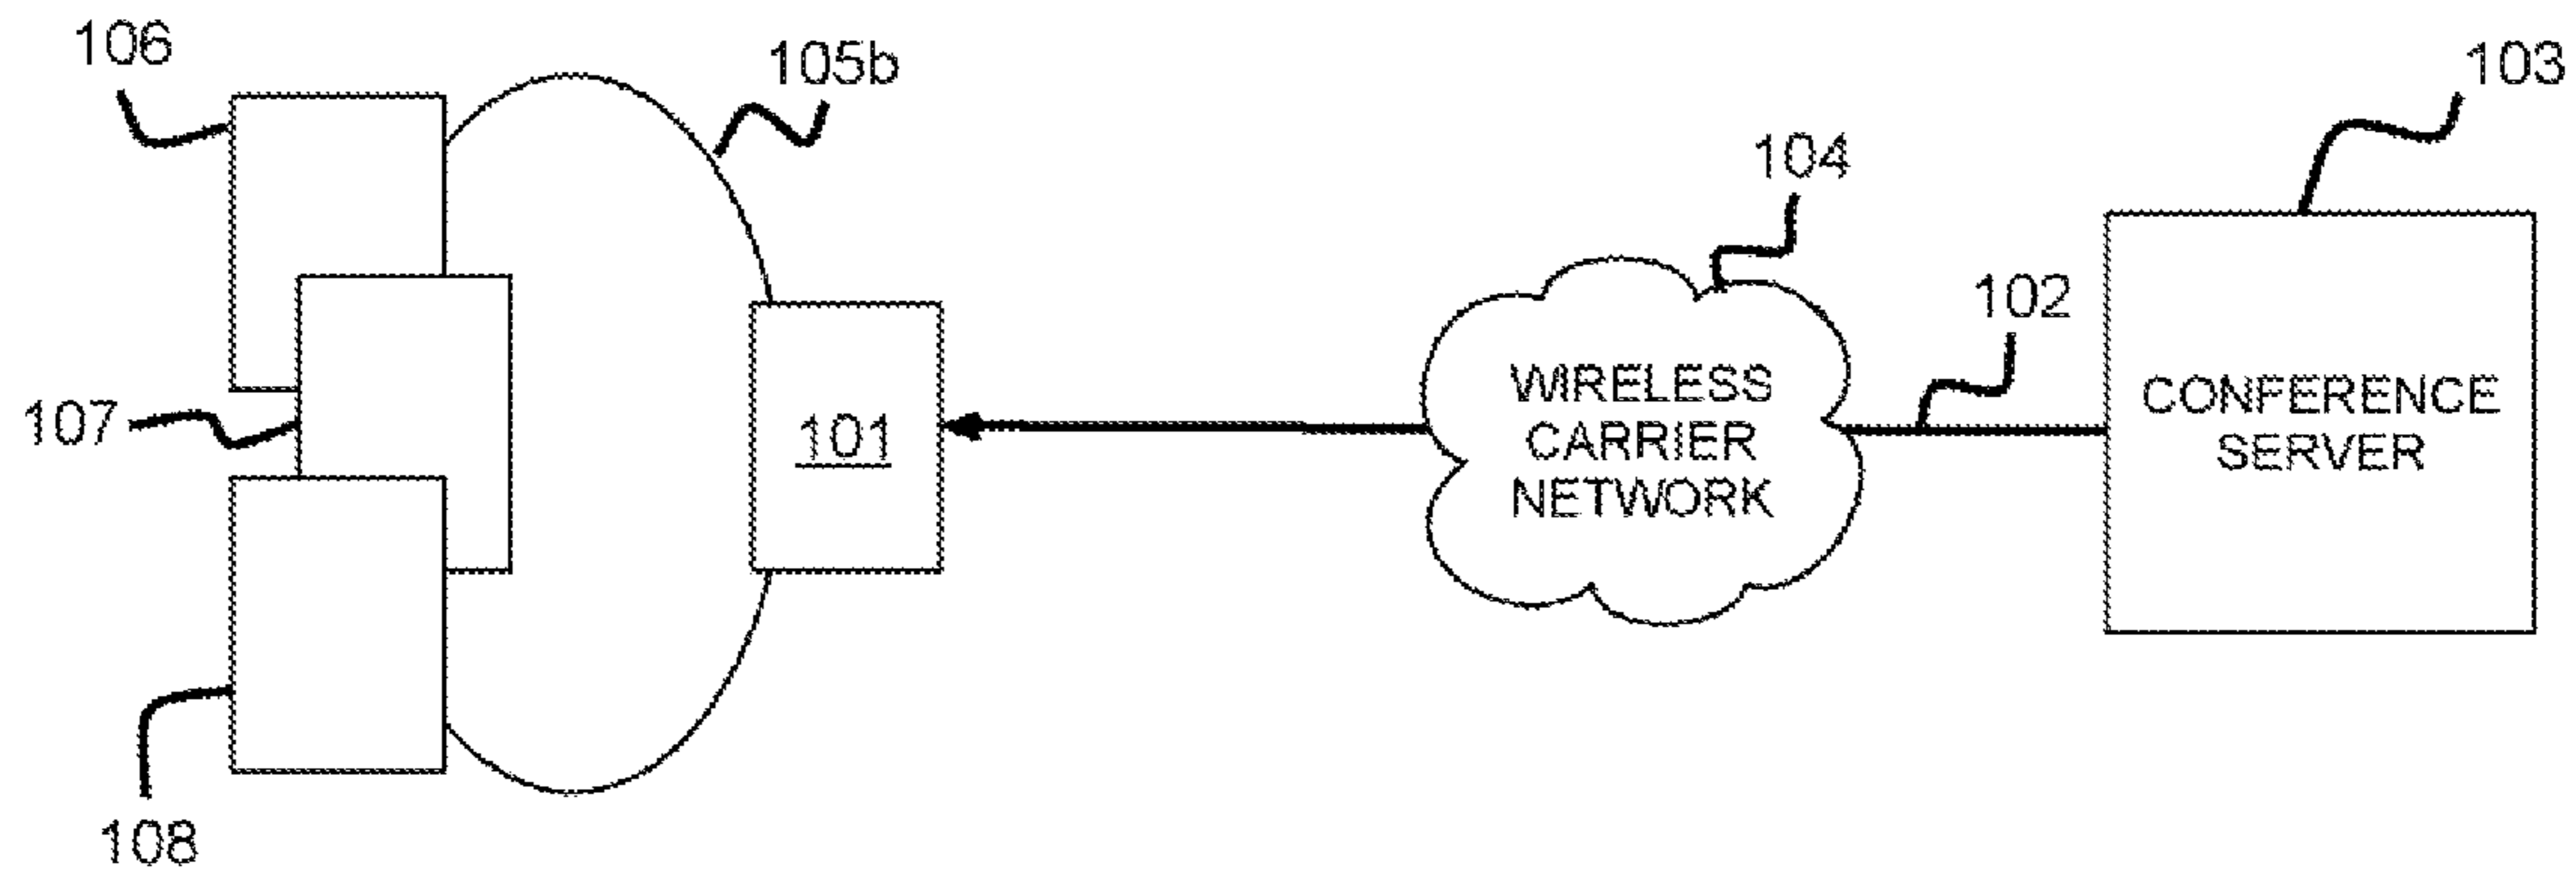 106
105b
103
104
102
107
101
WIRELESS
CARRIER
NETWORK
CONFERENCE
SERVER
108